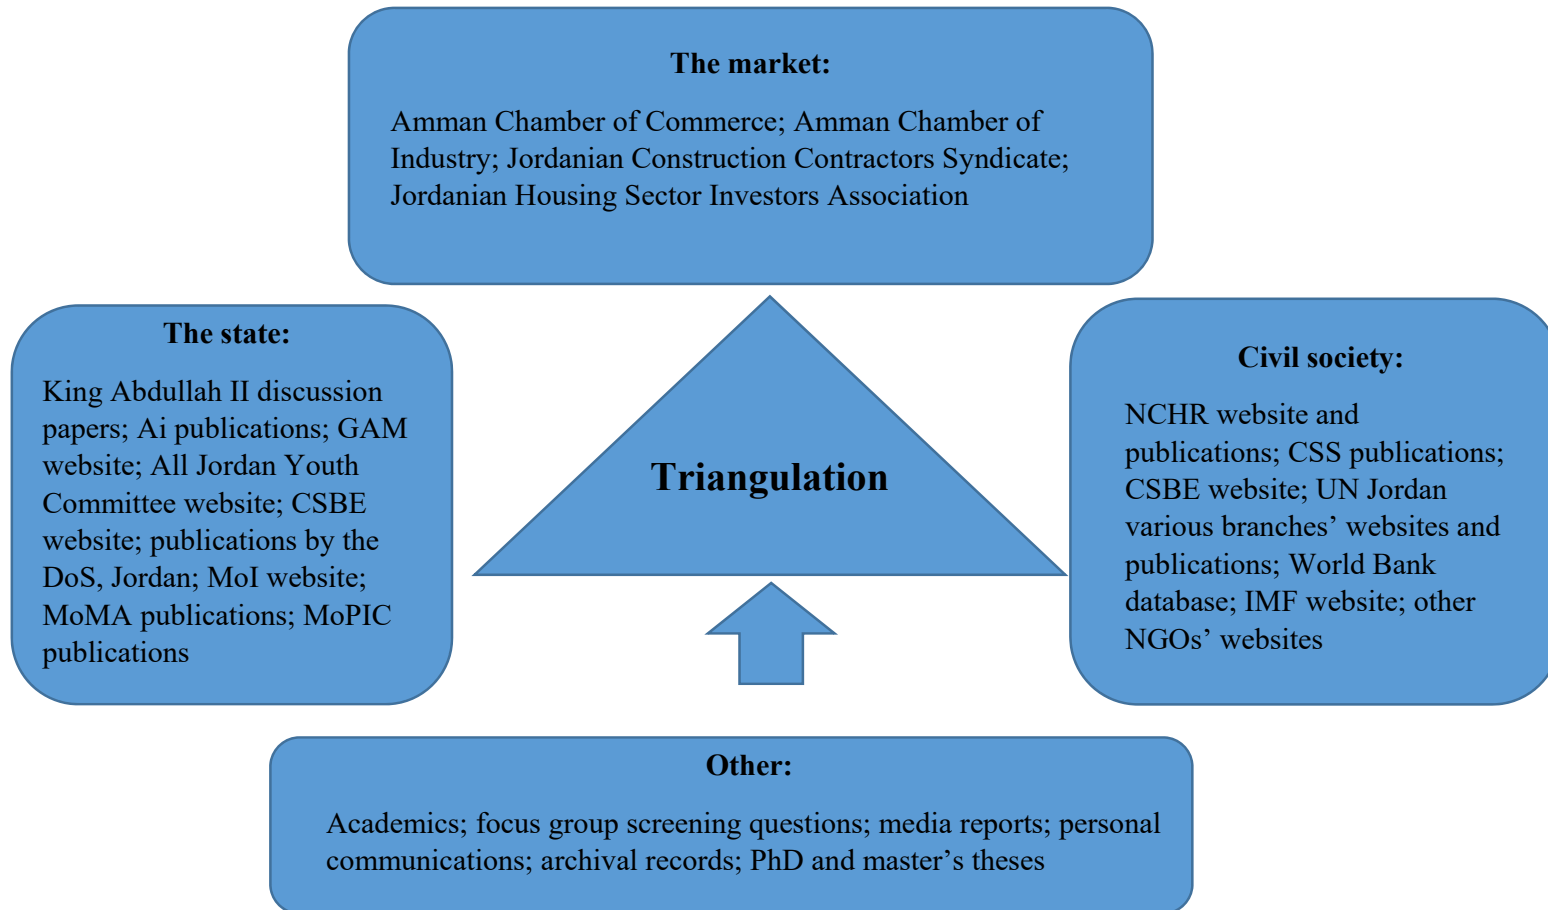 The market:
Amman Chamber of Commerce; Amman Chamber of
Industry; Jordanian Construction Contractors Syndicate;
Jordanian Housing Sector Investors Association
The state:
King Abdullah II discussion
papers; Ai publications; GAM
website; All Jordan Youth
Committee website; CSBE
website; publications by the
DoS, Jordan; MoI website;
MoMA publications; MoPIC
publications
Triangulation
Civil society:
NCHR website and
publications; CSS publications;
CSBE website; UN Jordan
various branches’ websites and
publications; World Bank
database; IMF website; other
NGOs’ websites
Other:
Academics; focus group screening questions; media reports; personal
communications; archival records; PhD and master’s theses